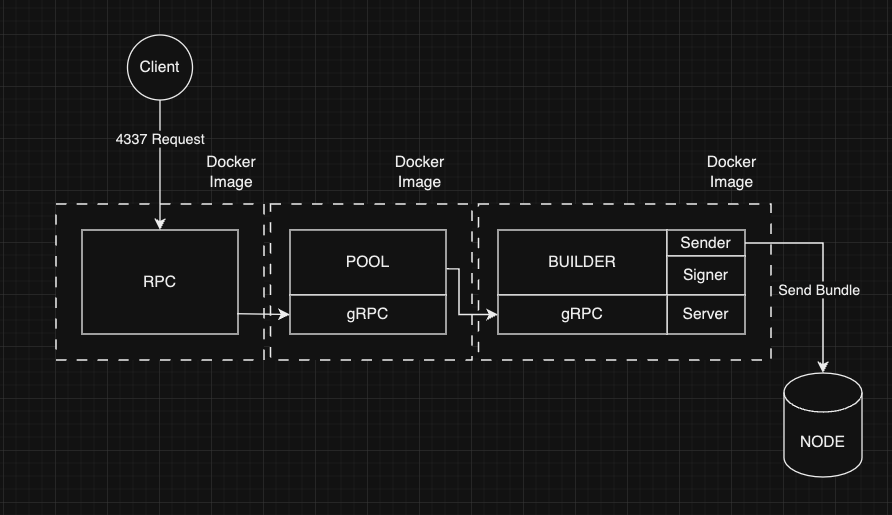 Client
4337 Request
Docker
Image
Docker
Image
Docker
Image
RPC
POOL
gRPC
BUILDER
gRPC
Sender
Signer
Server
Send Bundle
NODE